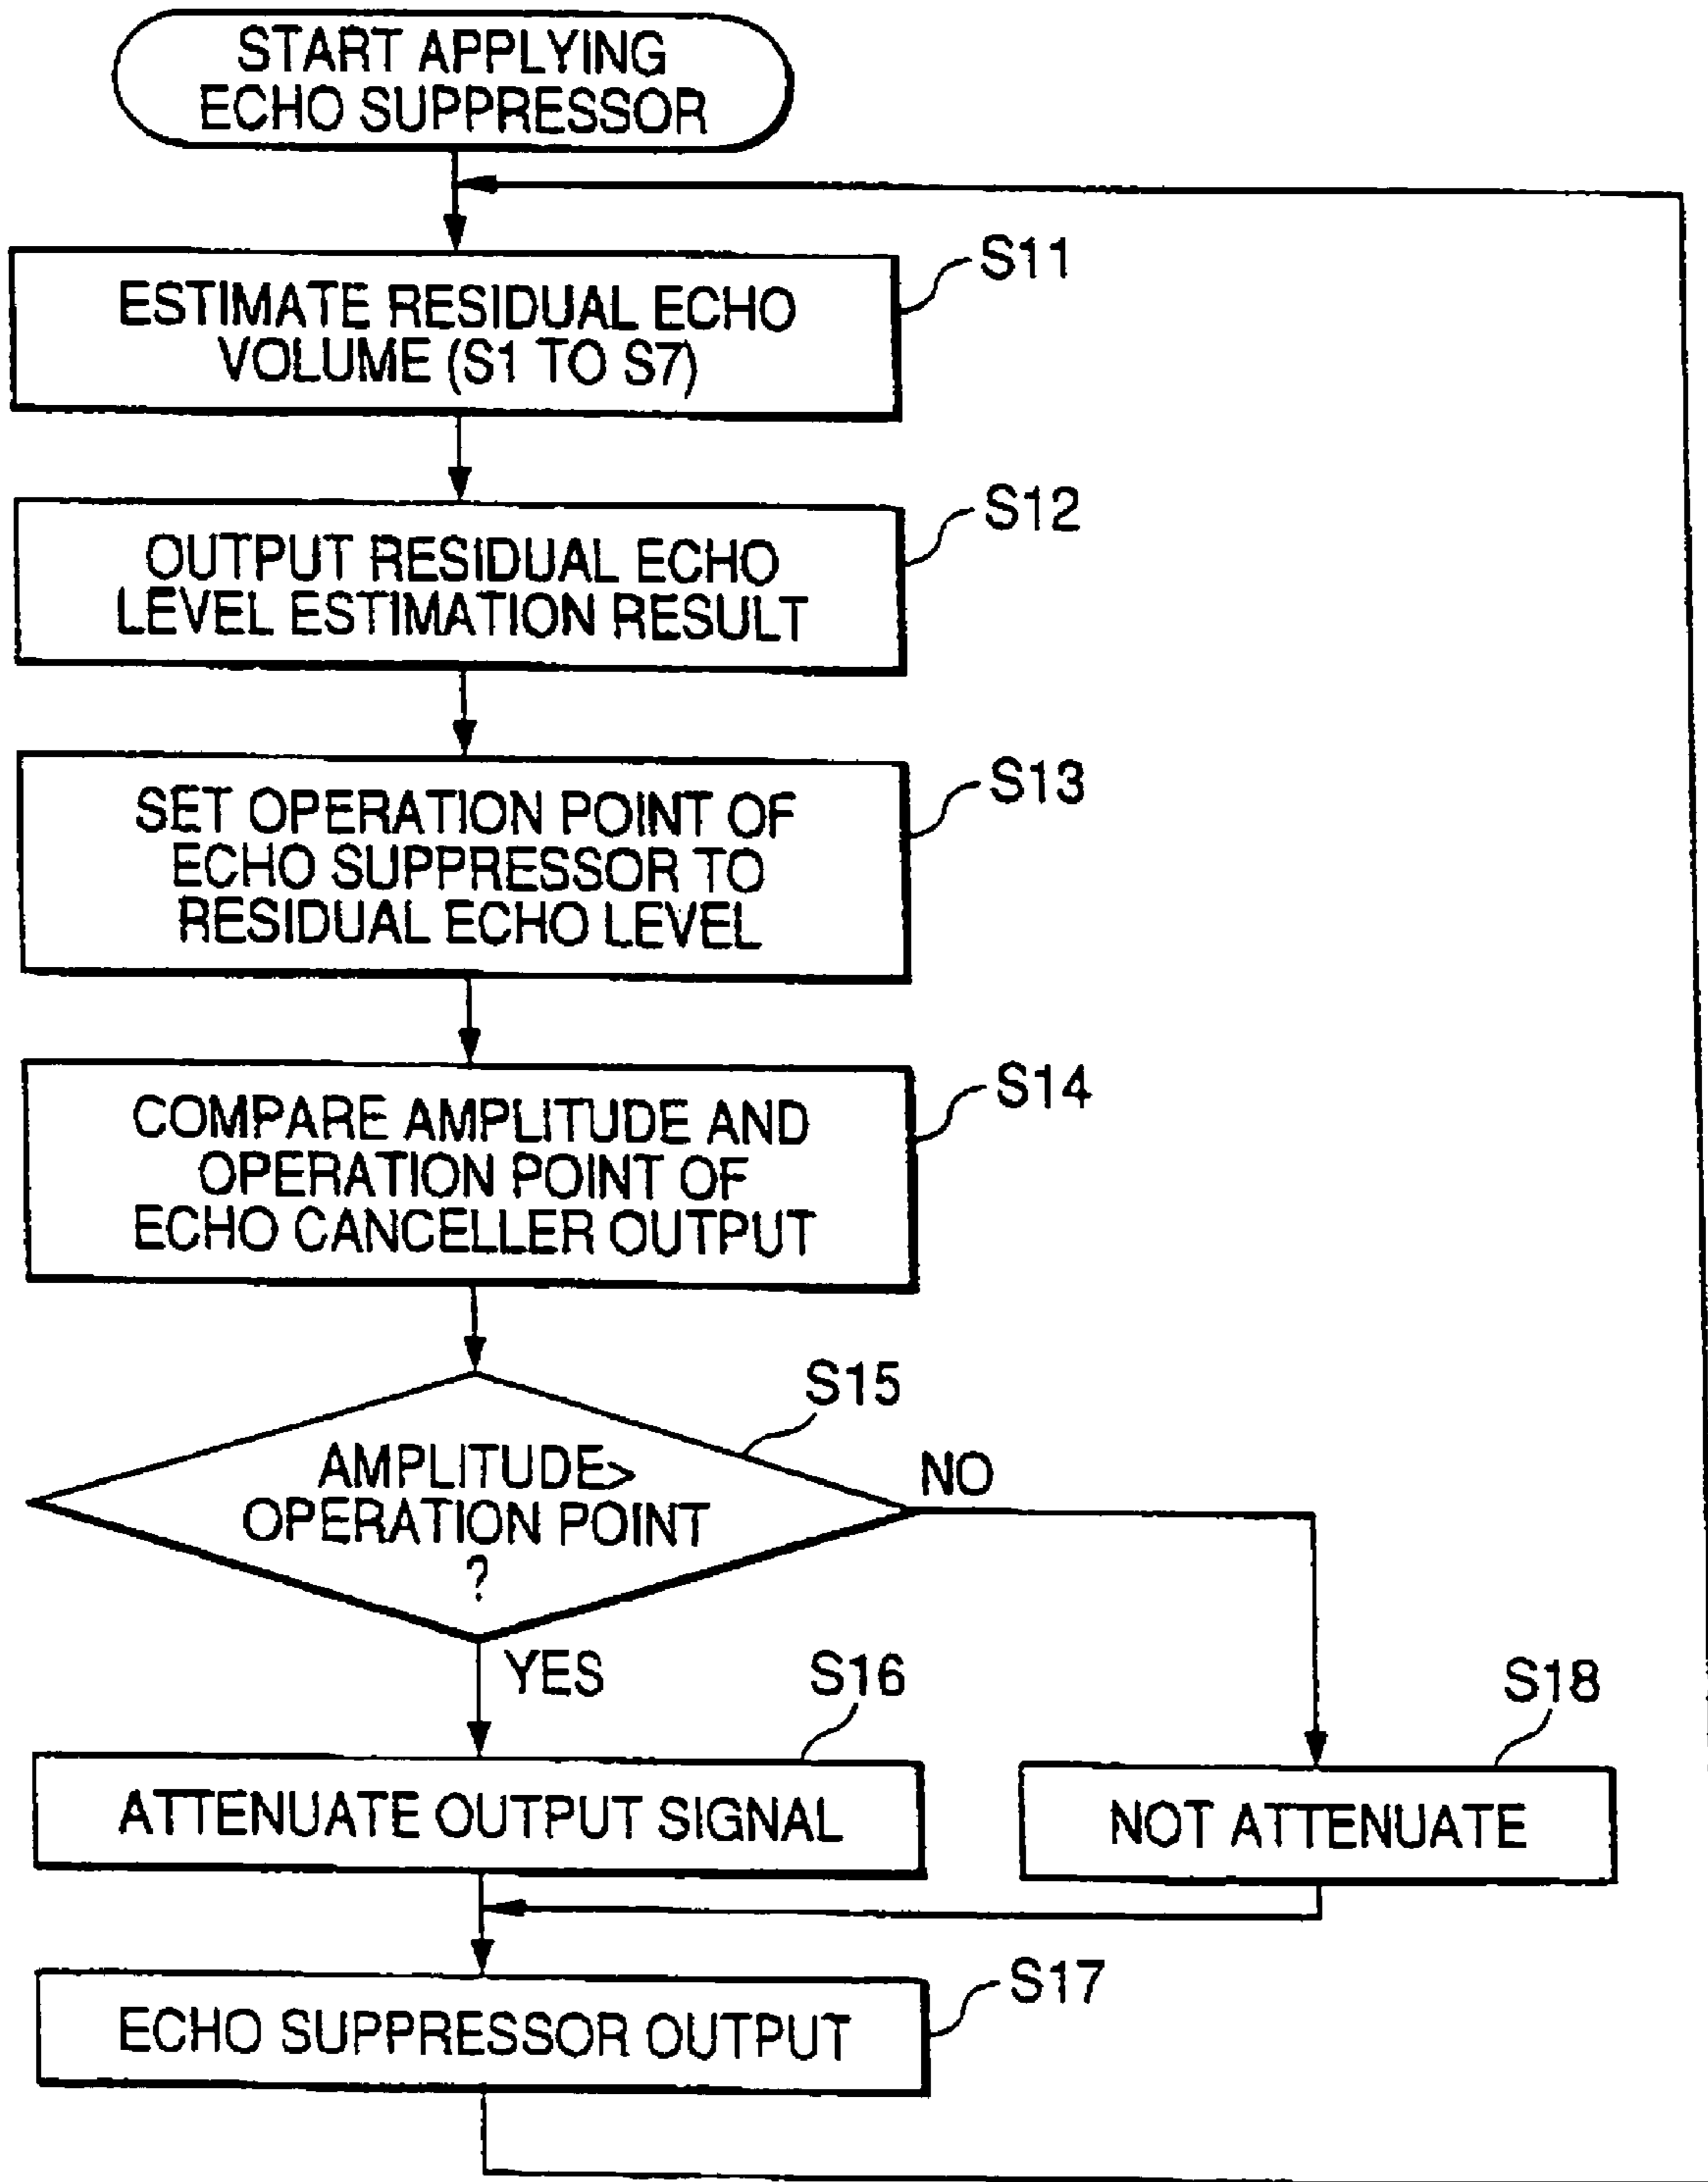 START APPLYING
ECHO SUPPRESSOR
S11
ESTIMATE RESIDUAL ECHO
VOLUME (S1 TO S7)
S12
OUTPUT RESIDUAL ECHO
LEVEL ESTIMATION RESULT
S13
SET OPERATION POINT OF
ECHO SUPPRESSOR TO
RESIDUAL ECHO LEVEL
S14
COMPARE AMPLITUDE AND
OPERATION POINT OF
ECHO CANCELLER OUTPUT
S15
AMPLITUDE>
OPERATION POINT
?
NO
YES
S16
S18
ATTENUATE OUTPUT SIGNAL
NOT ATTENUATE
S17
ECHO SUPPRESSOR OUTPUT